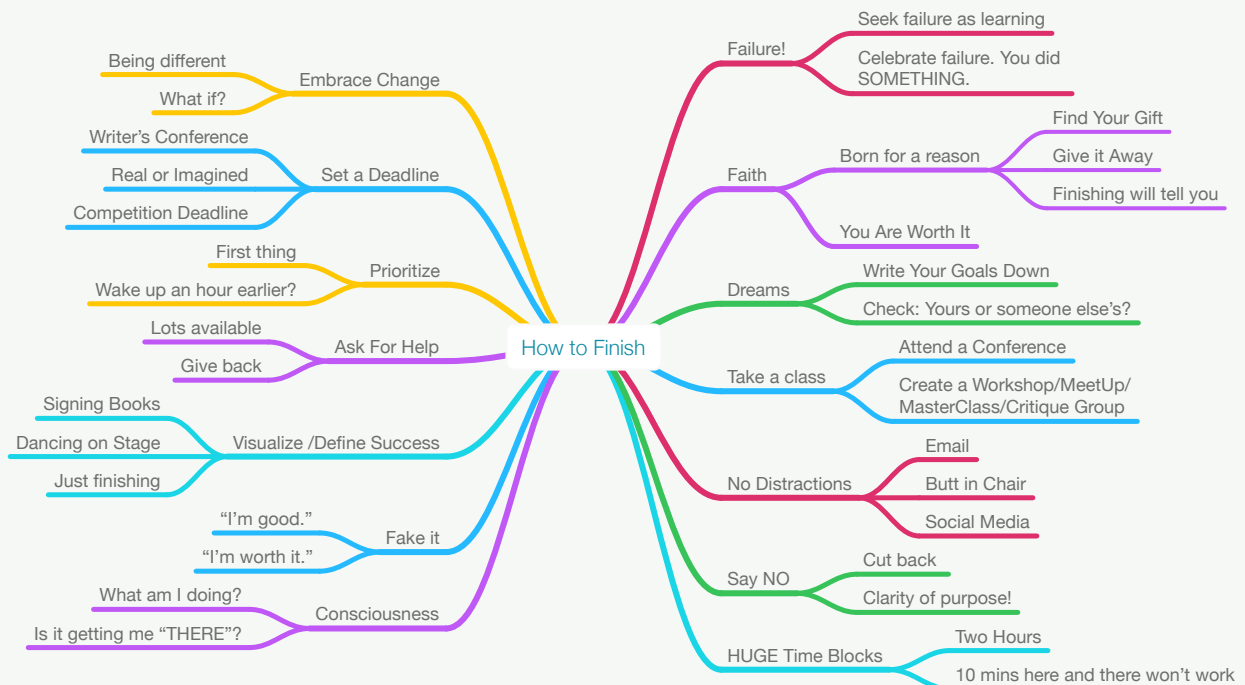 How to Finish
Failure!
Seek failure as learning
Celebrate failure. You did
SOMETHING.
Faith
Born for a reason
Find Your Gift
Give it Away
Finishing will tell you
You Are Worth It
Dreams
Write Your Goals Down
Check: Yours or someone else's?
Take a class
Attend a Conference
Create a Workshop/MeetUp/
MasterClass/Critique Group
No Distractions
Email
Butt in Chair
Social Media
Say NO
Cut back
Clarity of purpose!
HUGE Time Blocks
Two Hours
10 mins here and there won't work
Embrace Change
Being different
What if?
Set a Deadline
Writer's Conference
Real or Imagined
Competition Deadline
Prioritize
First thing
Wake up an hour earlier?
Ask For Help
Lots available
Give back
Visualize /Define Success
Signing Books
Dancing on Stage
Just finishing
Fake it
“I'm good.”
“I'm worth it.”
Consciousness
What am I doing?
Is it getting me “THERE”?